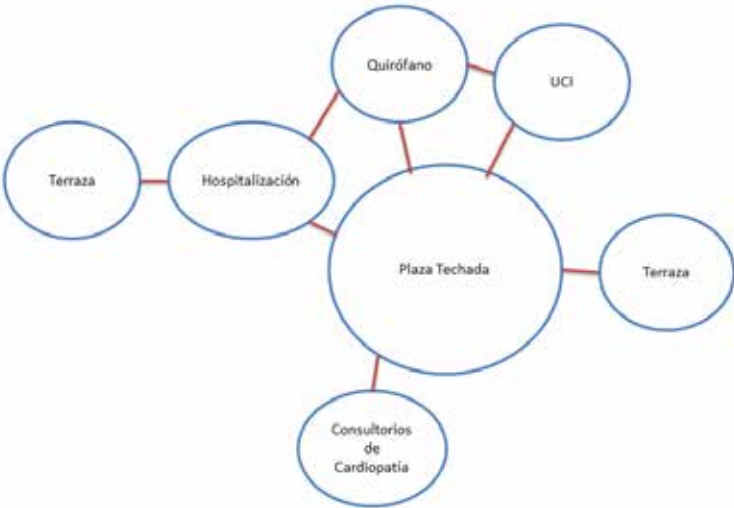 Quirófano
UCI
Terraza
Hospitalización
Plaza Techada
Terraza
Consultorios
de
Cardiopatía